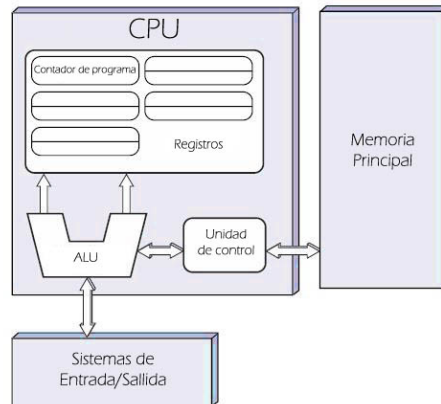 CPU
Contador de programa
Registros
ALU
Unidad
de control
Memoria
Principal
Sistemas de
Entrada/Sallida